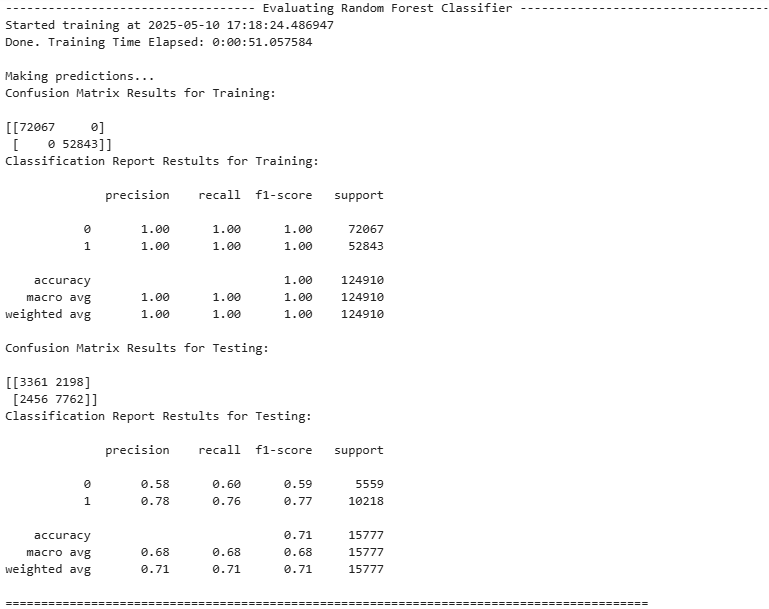 ----------------------------------- Evaluating Random Forest Classifier -----------------------------------
Started training at 2025-05-10 17:18:24.486947
Done. Training Time Elapsed: 0:00:51.057584

Making predictions...
Confusion Matrix Results for Training:

[[72067     0]
 [    0 52843]]
Classification Report Restults for Training:

              precision    recall  f1-score   support

           0       1.00      1.00      1.00     72067
           1       1.00      1.00      1.00     52843

    accuracy                           1.00    124910
   macro avg       1.00      1.00      1.00    124910
weighted avg       1.00      1.00      1.00    124910

Confusion Matrix Results for Testing:

[[3361 2198]
 [2456 7762]]
Classification Report Restults for Testing:

              precision    recall  f1-score   support

           0       0.58      0.60      0.59      5559
           1       0.78      0.76      0.77     10218

    accuracy                           0.71     15777
   macro avg       0.68      0.68      0.68     15777
weighted avg       0.71      0.71      0.71     15777

===========================================================================================